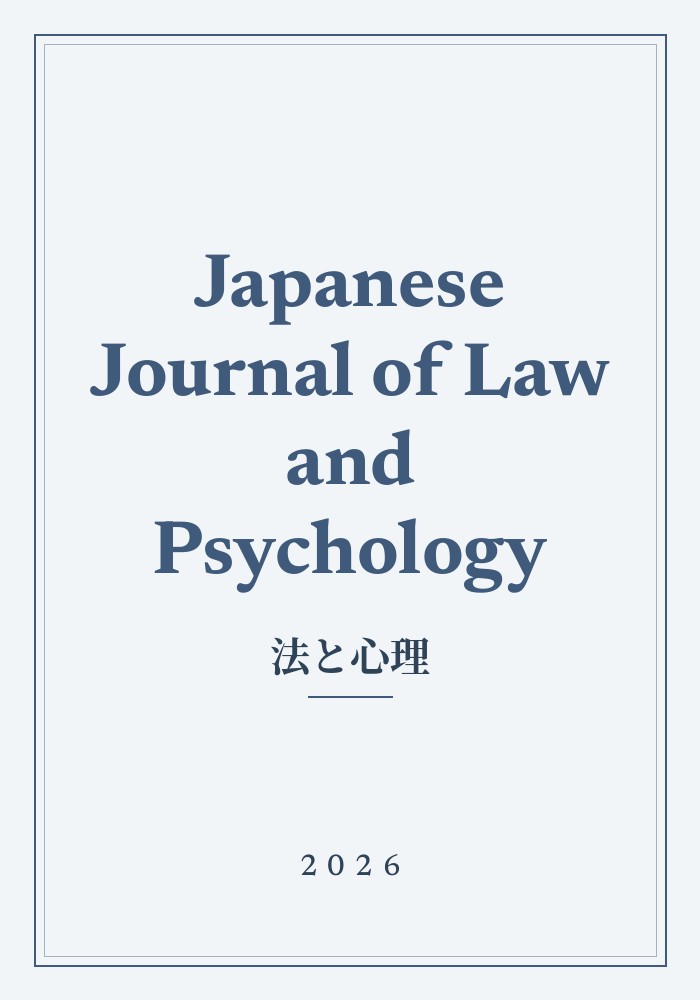 Japanese
Journal of Law
and
Psychology
法と心理
2026